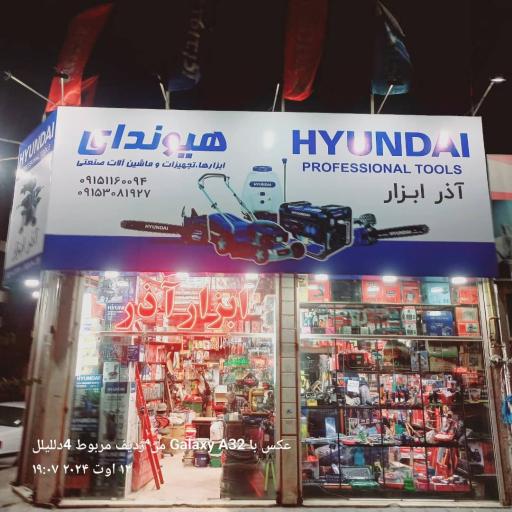 هیوندای
ابزارها، تجهیزات و ماشین آلات صنعتی
۰۹۱۵۱۱۶۰۰۹۴
۰۹۱۵۳۰۸۱۹۲۷
HYUNDAI
PROFESSIONAL TOOLS
آذر ابزار
HYUNDAI
ابزار آذر
عکس با Galaxy A32 من
۱۲ اوت ۲۰۲۴ ۱۹:۰۷